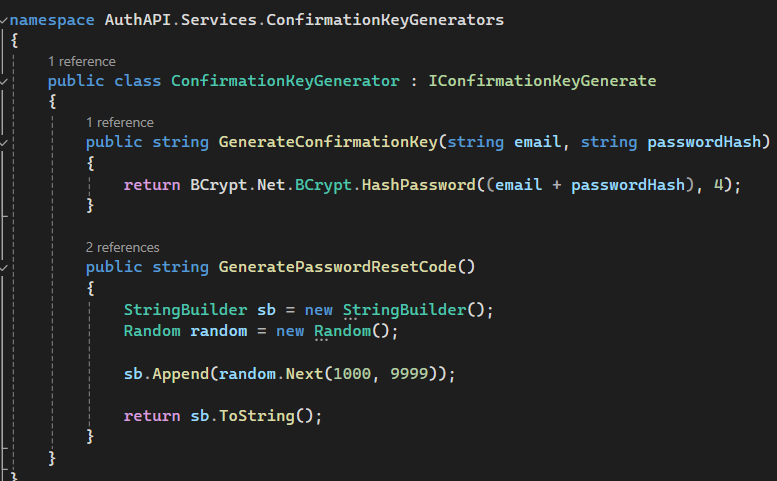 namespace AuthAPI.Services.ConfirmationKeyGenerators
{
1 reference
public class ConfirmationKeyGenerator : IConfirmationKeyGenerate
{
1 reference
public string GenerateConfirmationKey(string email, string passwordHash)
{
return BCrypt.Net.BCrypt.HashPassword((email + passwordHash), 4);
}
2 references
public string GeneratePasswordResetCode()
{
StringBuilder sb = new StringBuilder();
Random random = new Random();
sb.Append(random.Next(1000, 9999));
return sb.ToString();
}
}
}